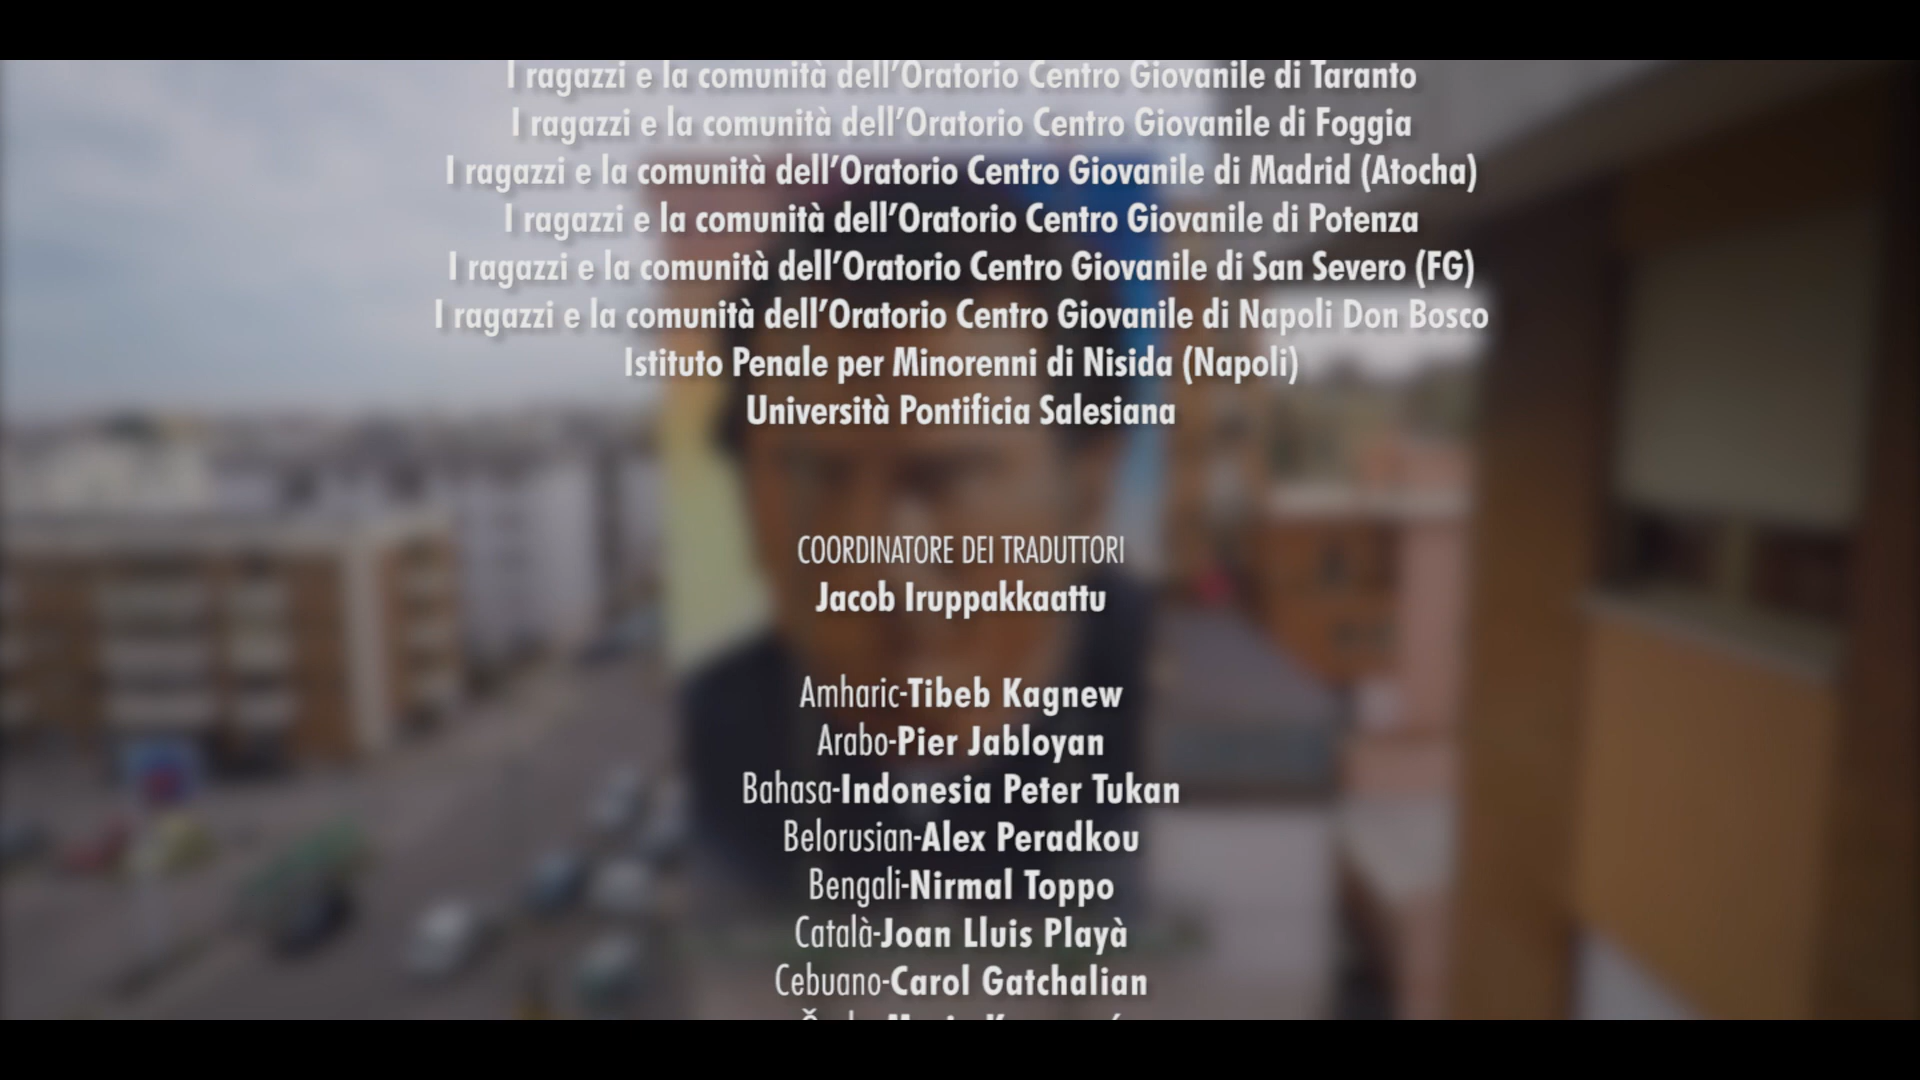 I ragazzi e la comunità dell'Oratorio Centro Giovanile di Taranto
I ragazzi e la comunità dell'Oratorio Centro Giovanile di Foggia
I ragazzi e la comunità dell'Oratorio Centro Giovanile di Madrid (Atocha)
I ragazzi e la comunità dell'Oratorio Centro Giovanile di Potenza
I ragazzi e la comunità dell'Oratorio Centro Giovanile di San Severo (FG)
I ragazzi e la comunità dell'Oratorio Centro Giovanile di Napoli Don Bosco
Istituto Penale per Minorenni di Nisida (Napoli)
Università Pontificia Salesiana
COORDINATORE DEI TRADUTTORI
Jacob Iruppakkaattu
Amharic-Tibeb Kagnew
Arabo-Pier Jabloyan
Bahasa-Indonesia Peter Tukan
Belorusian-Alex Peradkou
Bengali-Nirmal Toppo
Català-Joan Lluis Playà
Cebuano-Carol Gatchalian